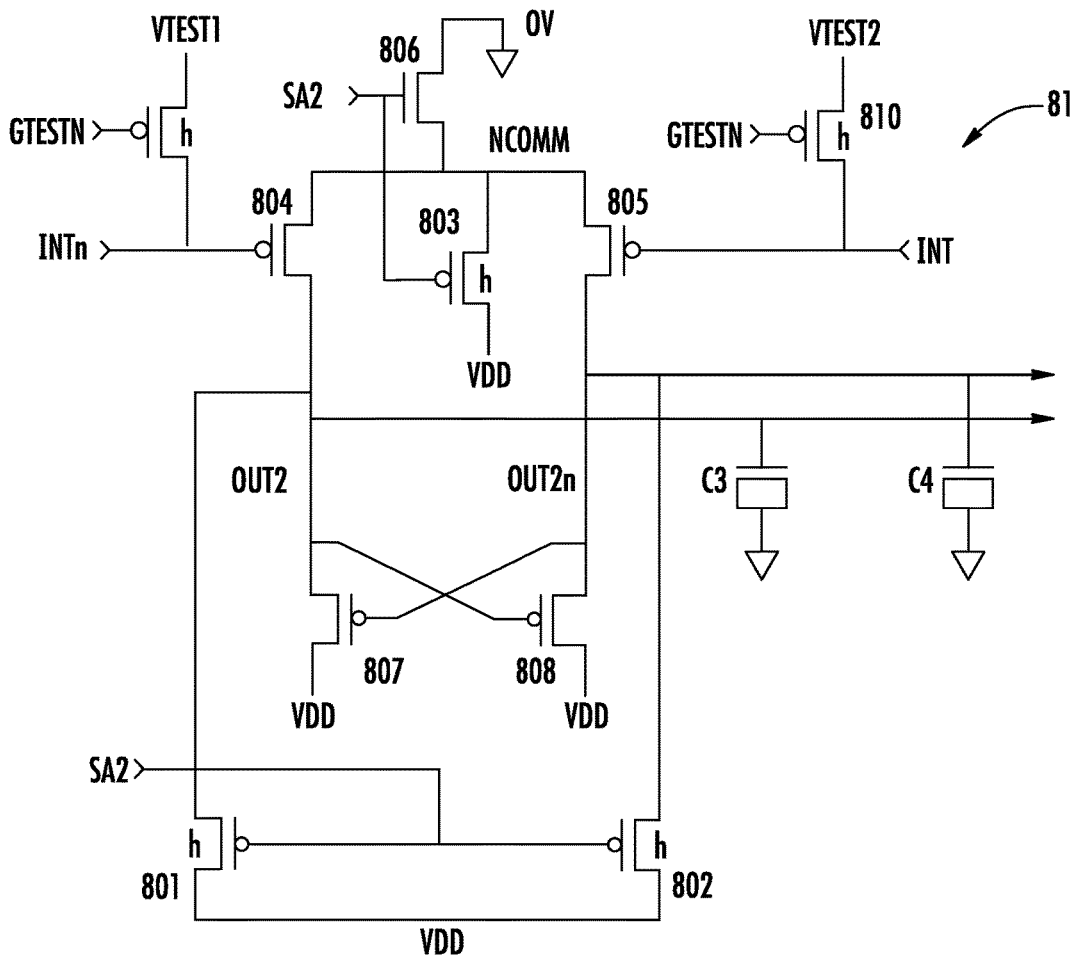 VTEST1
0V
VTEST2
806
SA2
81
GTESTN
h
NCOMM
GTESTN
h
810
804
803
805
INTn
h
INT
VDD
OUT2
OUT2n
C3
C4
807
808
VDD
VDD
SA2
h
h
801
802
VDD